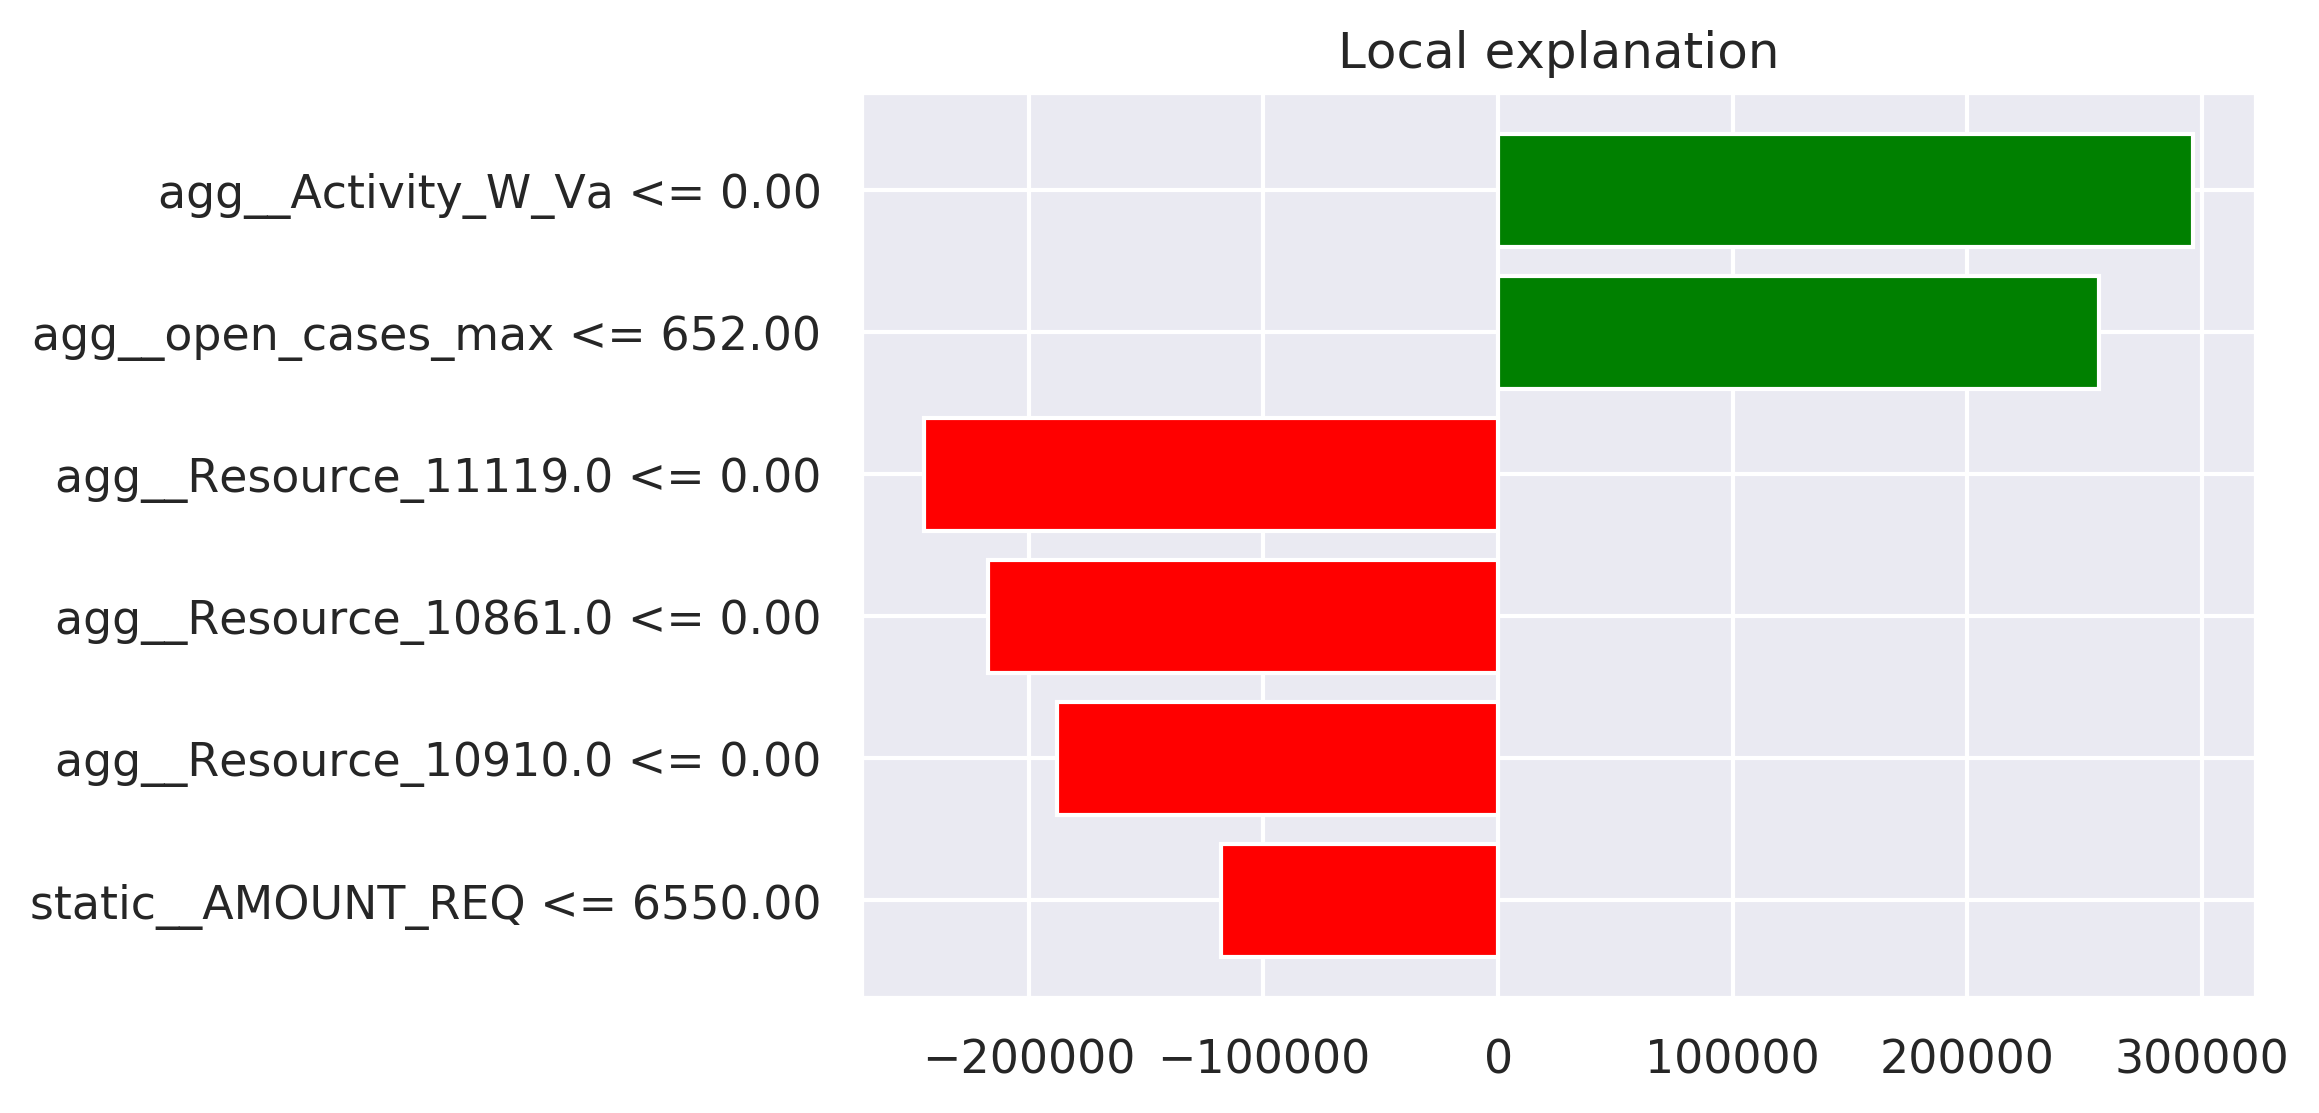 Local explanation
agg__Activity_W_Va <= 0.00
agg__open_cases_max <= 652.00
agg__Resource_11119.0 <= 0.00
agg__Resource_10861.0 <= 0.00
agg__Resource_10910.0 <= 0.00
static__AMOUNT_REQ <= 6550.00
−200000 −100000 0 100000 200000 300000